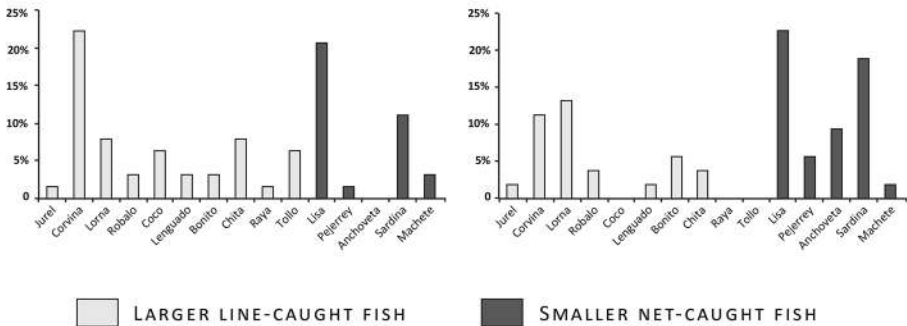 25%
20%
15%
10%
5%
0
Jurel
Corvina
Lorna
Robalo
Coco
Lenguado
Bonito
Chita
Raya
Tollo
Lisa
Pejerrey
Anchoveta
Sardina
Machete
25%
20%
15%
10%
5%
0
Jurel
Corvina
Lorna
Robalo
Coco
Lenguado
Bonito
Chita
Raya
Tollo
Lisa
Pejerrey
Anchoveta
Sardina
Machete
LARGER LINE-CAUGHT FISH
SMALLER NET-CAUGHT FISH